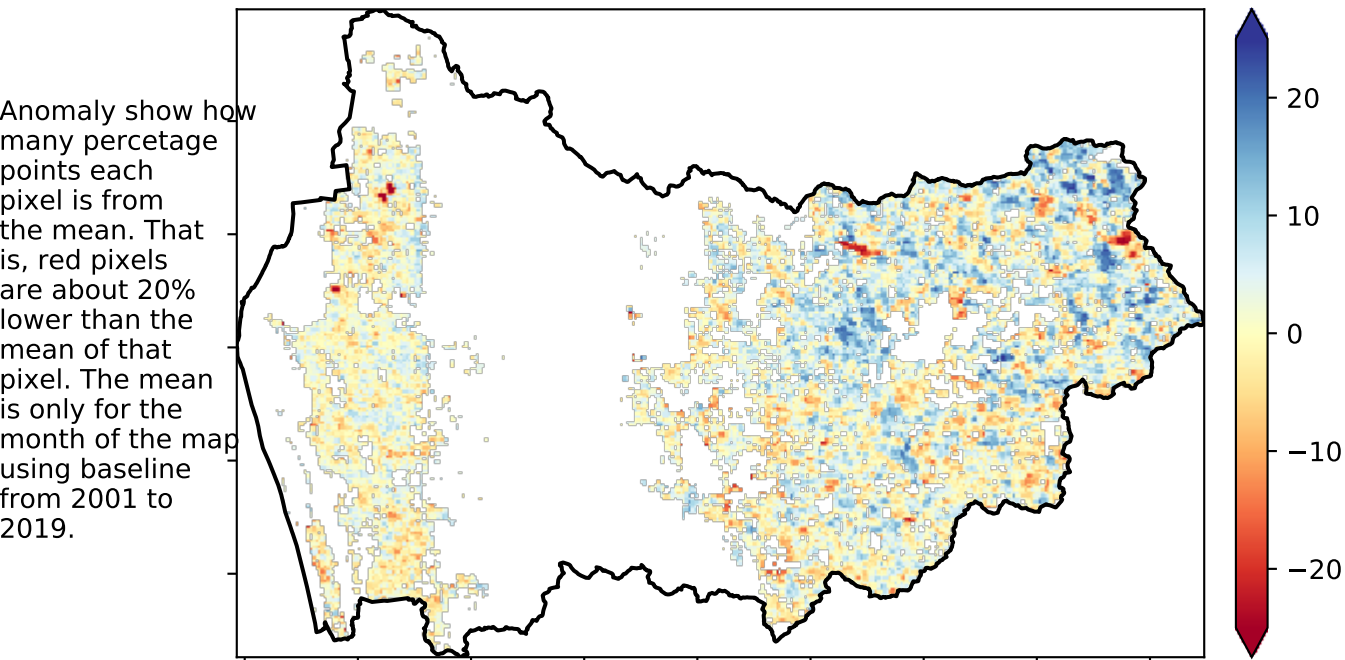 Anomaly show how
many percetage
points each
pixel is from
the mean. That
is, red pixels
are about 20%
lower than the
mean of that
pixel. The mean
is only for the
month of the map
using baseline
from 2001 to
2019.
20
10
0
−10
−20